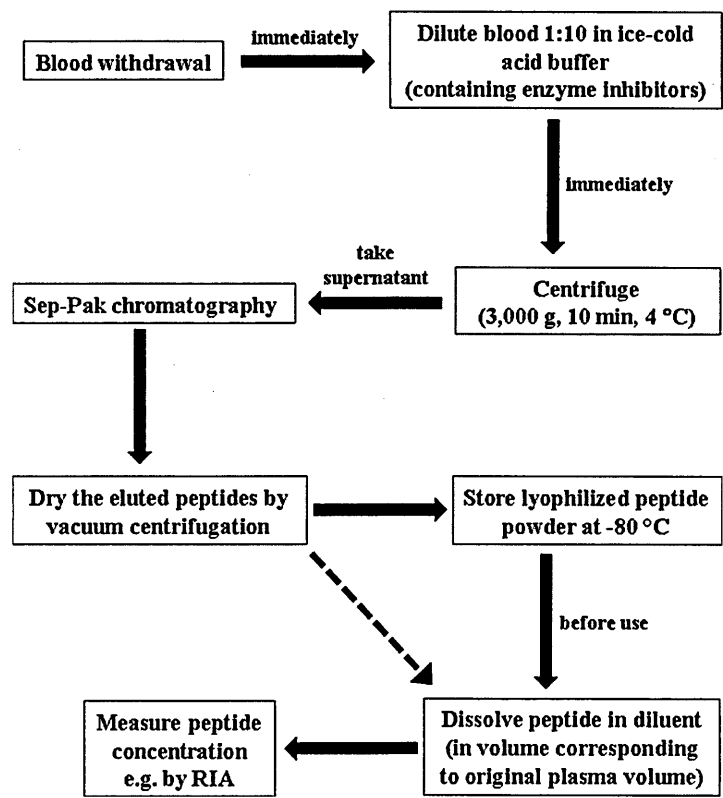 Blood withdrawal
immediately
Dilute blood 1:10 in ice-cold
acid buffer
(containing enzyme inhibitors)
immediately
Centrifuge
(3,000 g, 10 min, 4 °C)
take
supernatant
Sep-Pak chromatography
Dry the eluted peptides by
vacuum centrifugation
Store lyophilized peptide
powder at -80 °C
before use
Dissolve peptide in diluent
(in volume corresponding
to original plasma volume)
Measure peptide
concentration
e.g. by RIA